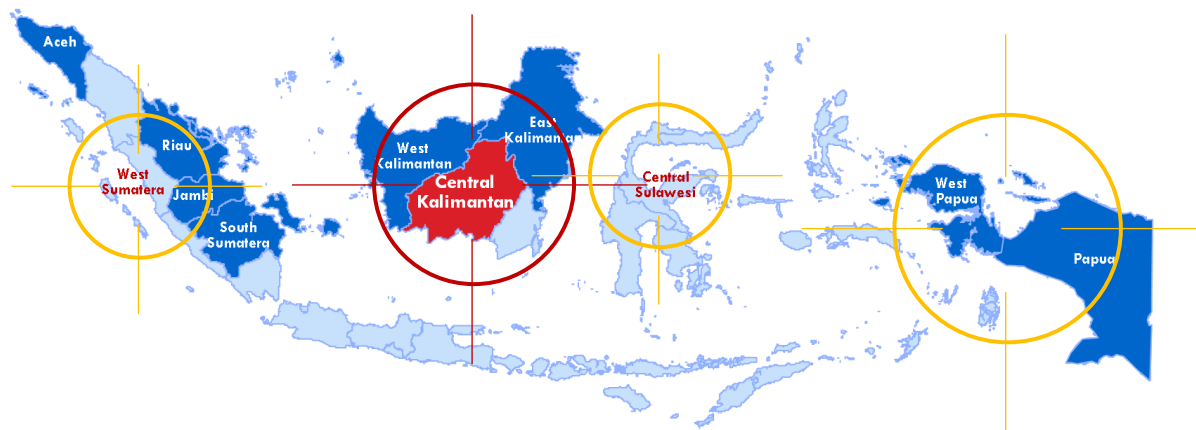 Aceh
Riau
West
Sumatera
Jambi
South
Sumatera
West
Kalimantan
East
Kalimantan
Central
Kalimantan
Central
Sulawesi
West
Papua
Papua